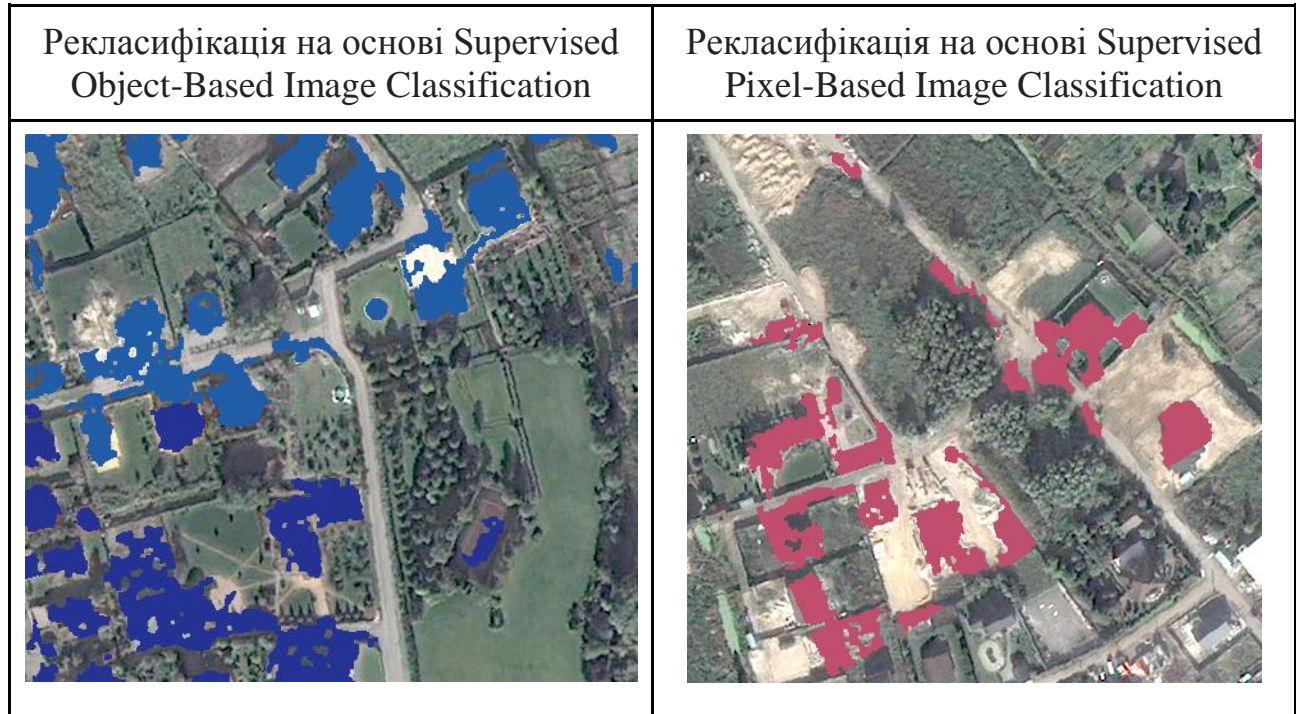 Рекласифікація на основі Supervised
Object-Based Image Classification
Рекласифікація на основі Supervised
Pixel-Based Image Classification